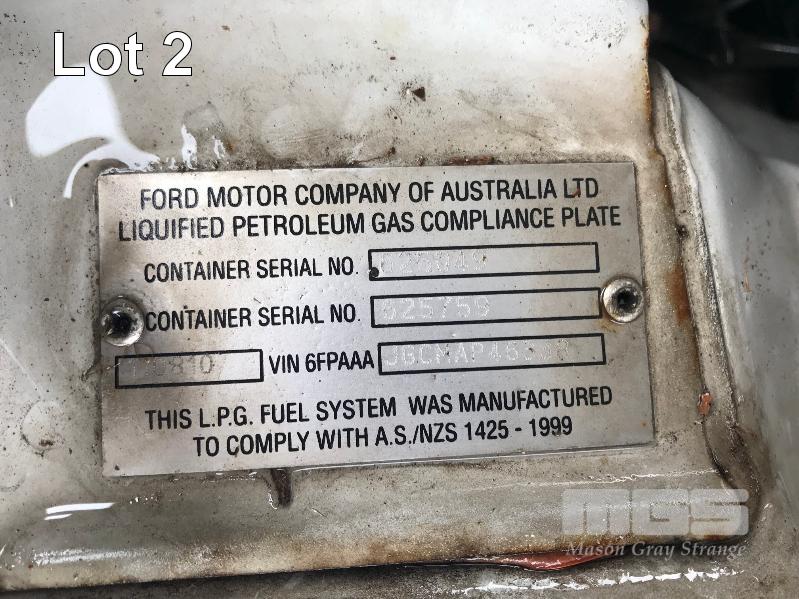 Lot 2
FORD MOTOR COMPANY OF AUSTRALIA LTD
LIQUIFIED PETROLEUM GAS COMPLIANCE PLATE
CONTAINER SERIAL NO.
CONTAINER SERIAL NO. 625759
VIN 6FPAAA
THIS L.P.G. FUEL SYSTEM WAS MANUFACTURED
TO COMPLY WITH A.S./NZS 1425 - 1999
MGS
Mason Gray Strange